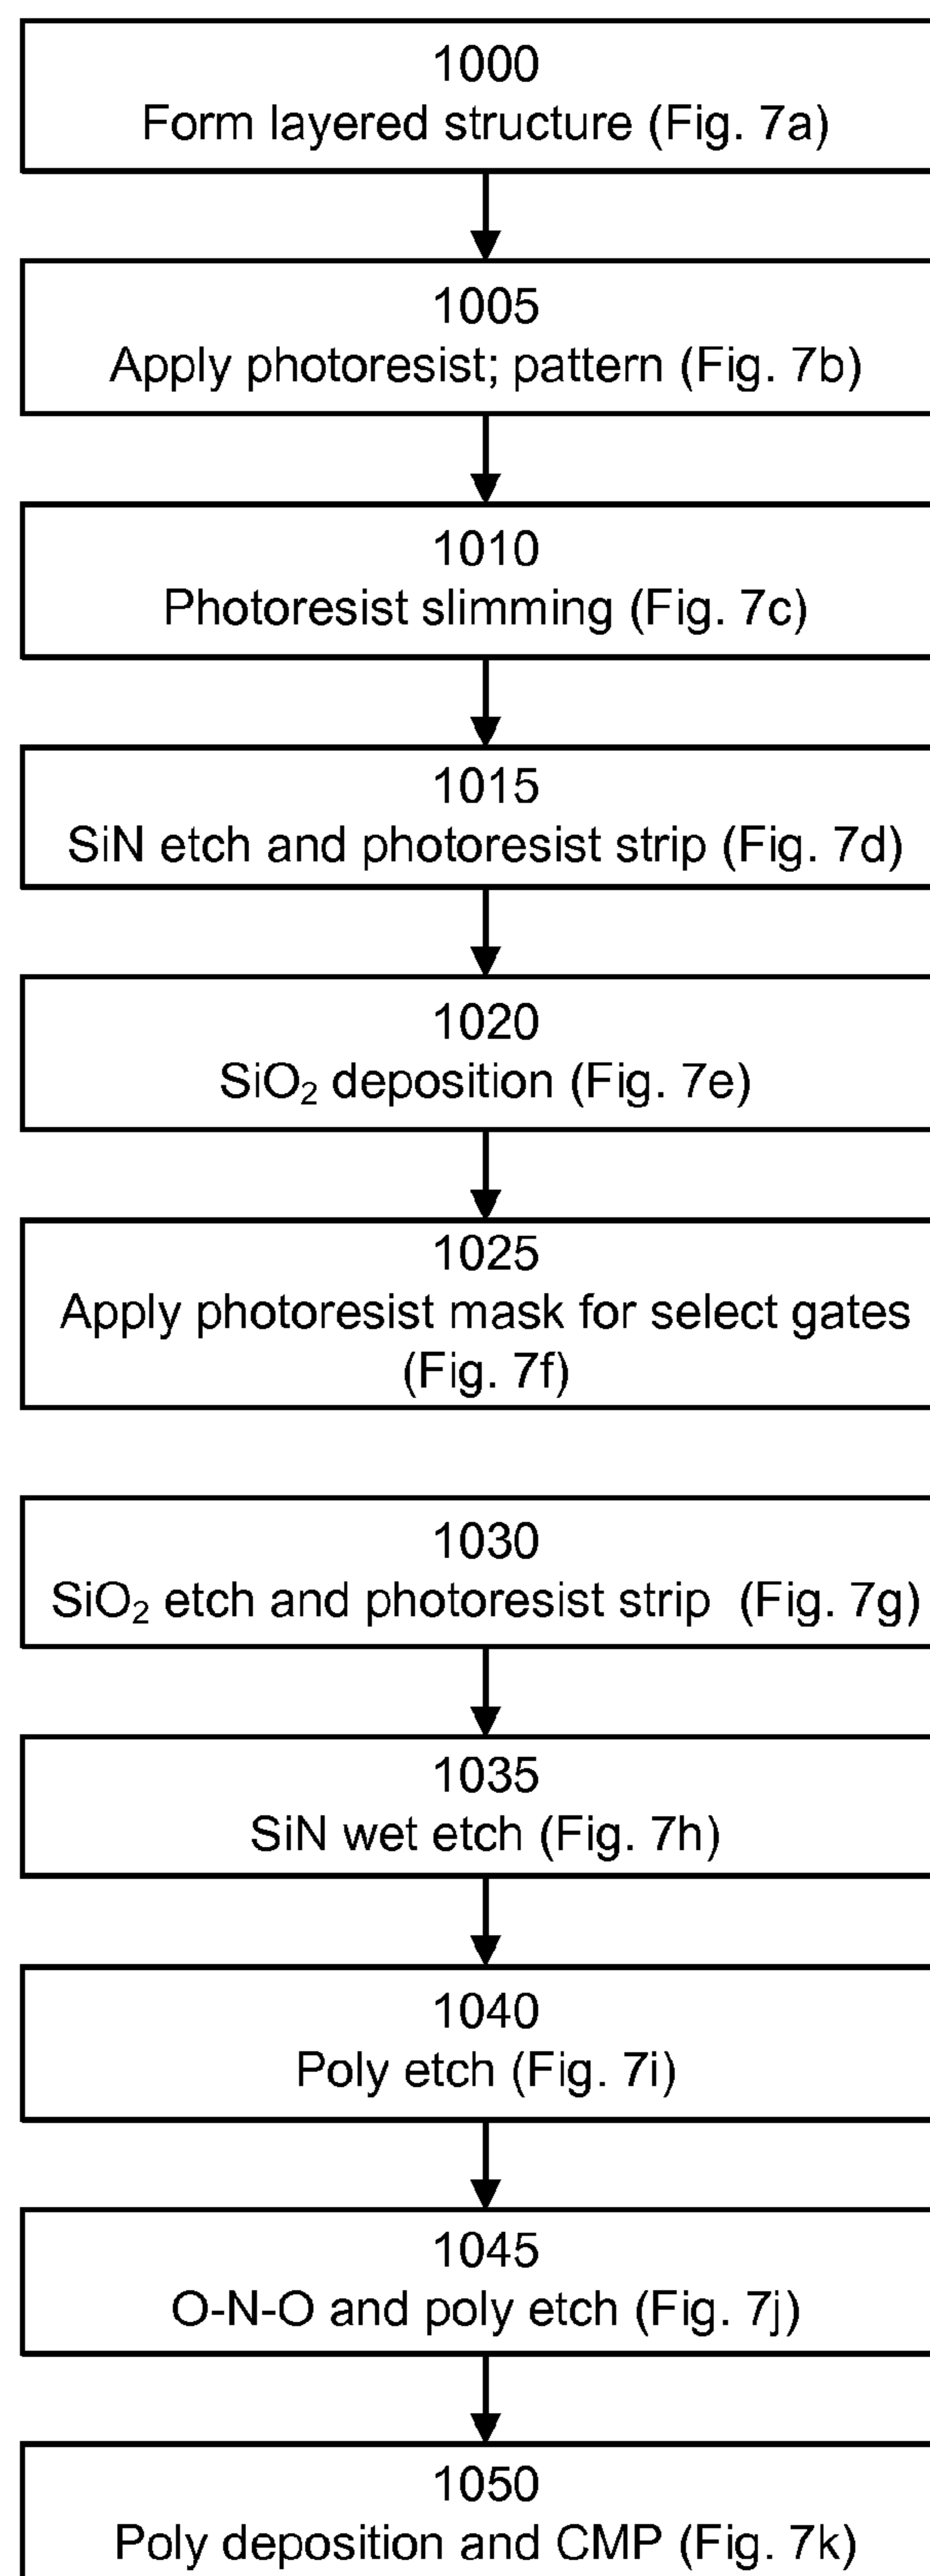 1000
Form layered structure (Fig. 7a)
1005
Apply photoresist; pattern (Fig. 7b)
1010
Photoresist slimming (Fig. 7c)
1015
SiN etch and photoresist strip (Fig. 7d)
1020
SiO₂ deposition (Fig. 7e)
1025
Apply photoresist mask for select gates
(Fig. 7f)
1030
SiO₂ etch and photoresist strip (Fig. 7g)
1035
SiN wet etch (Fig. 7h)
1040
Poly etch (Fig. 7i)
1045
O-N-O and poly etch (Fig. 7j)
1050
Poly deposition and CMP (Fig. 7k)